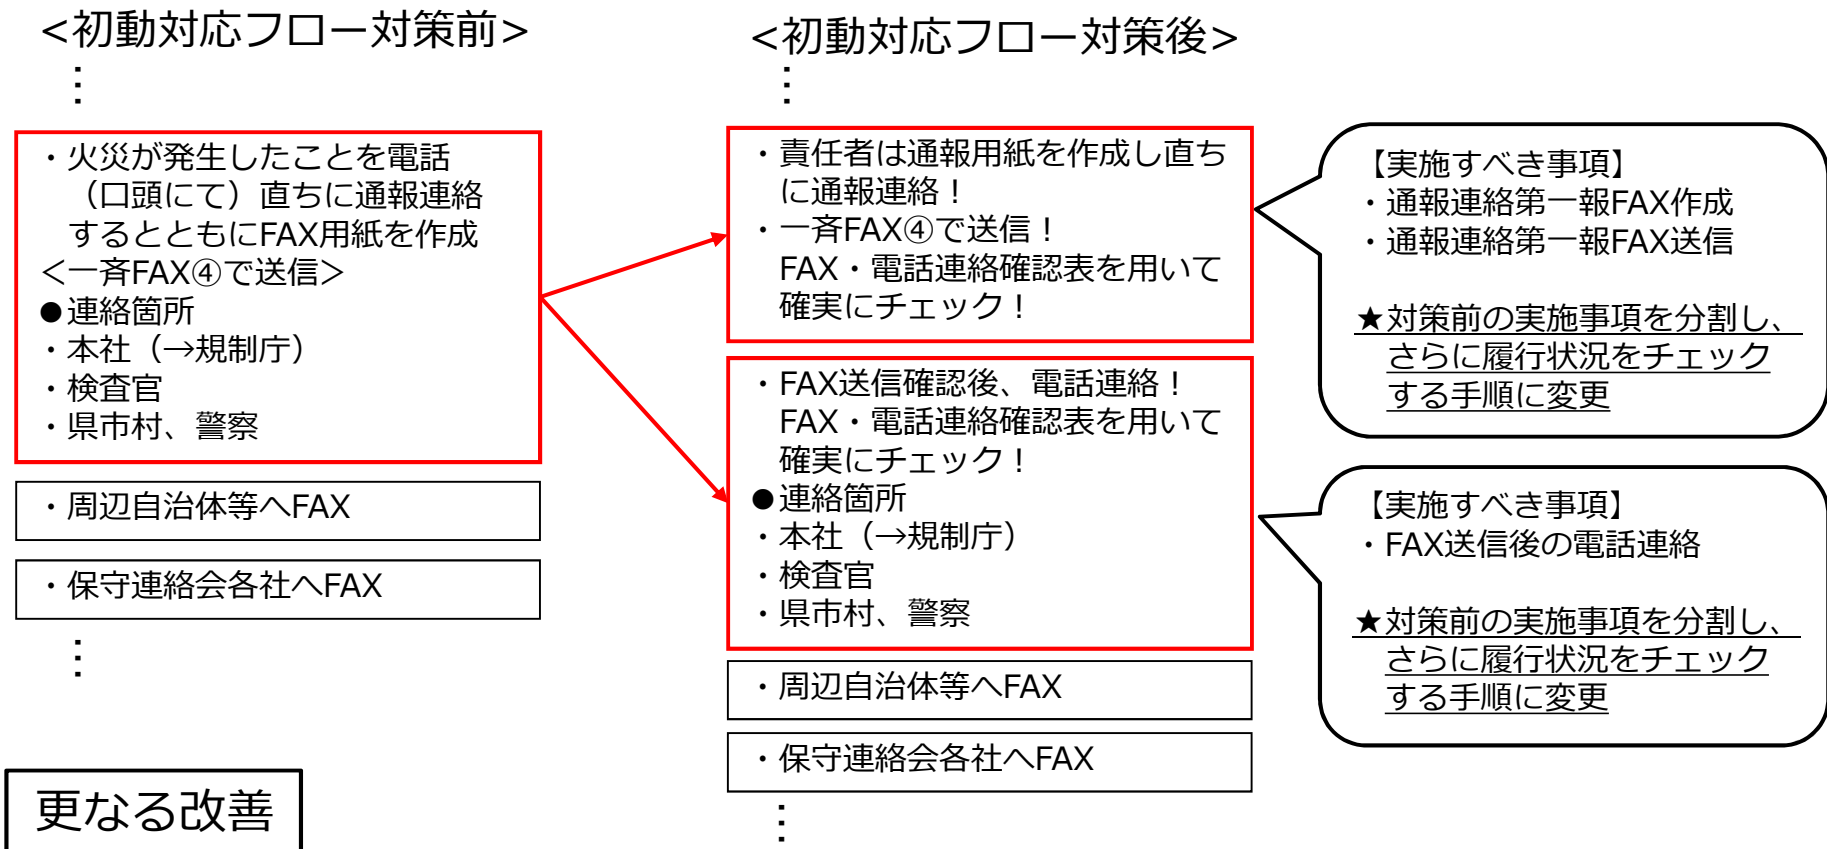 <初動対応フロー対策前>
・火災が発生したことを電話
（口頭にて）直ちに通報連絡
するとともにFAX用紙を作成
<一斉FAX④で送信>
●連絡箇所
・本社（→規制庁）
・検査官
・県市村、警察
・周辺自治体等へFAX
・保守連絡会各社へFAX
<初動対応フロー対策後>
・責任者は通報用紙を作成し直ち
に通報連絡！
・一斉FAX④で送信！
FAX・電話連絡確認表を用いて
確実にチェック！
・FAX送信確認後、電話連絡！
FAX・電話連絡確認表を用いて
確実にチェック！
●連絡箇所
・本社（→規制庁）
・検査官
・県市村、警察
・周辺自治体等へFAX
・保守連絡会各社へFAX
【実施すべき事項】
・通報連絡第一報FAX作成
・通報連絡第一報FAX送信
★対策前の実施事項を分割し、
さらに履行状況をチェック
する手順に変更
【実施すべき事項】
・FAX送信後の電話連絡
★対策前の実施事項を分割し、
さらに履行状況をチェック
する手順に変更
更なる改善